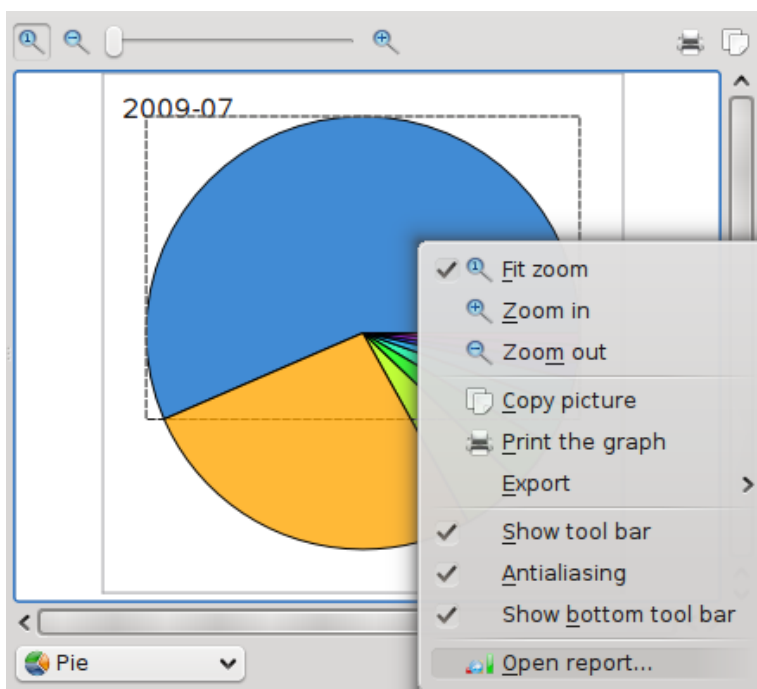 2009-07
Fit zoom
Zoom in
Zoom out
Copy picture
Print the graph
Export
Show tool bar
Antialiasing
Show bottom tool bar
Pie
Open report...